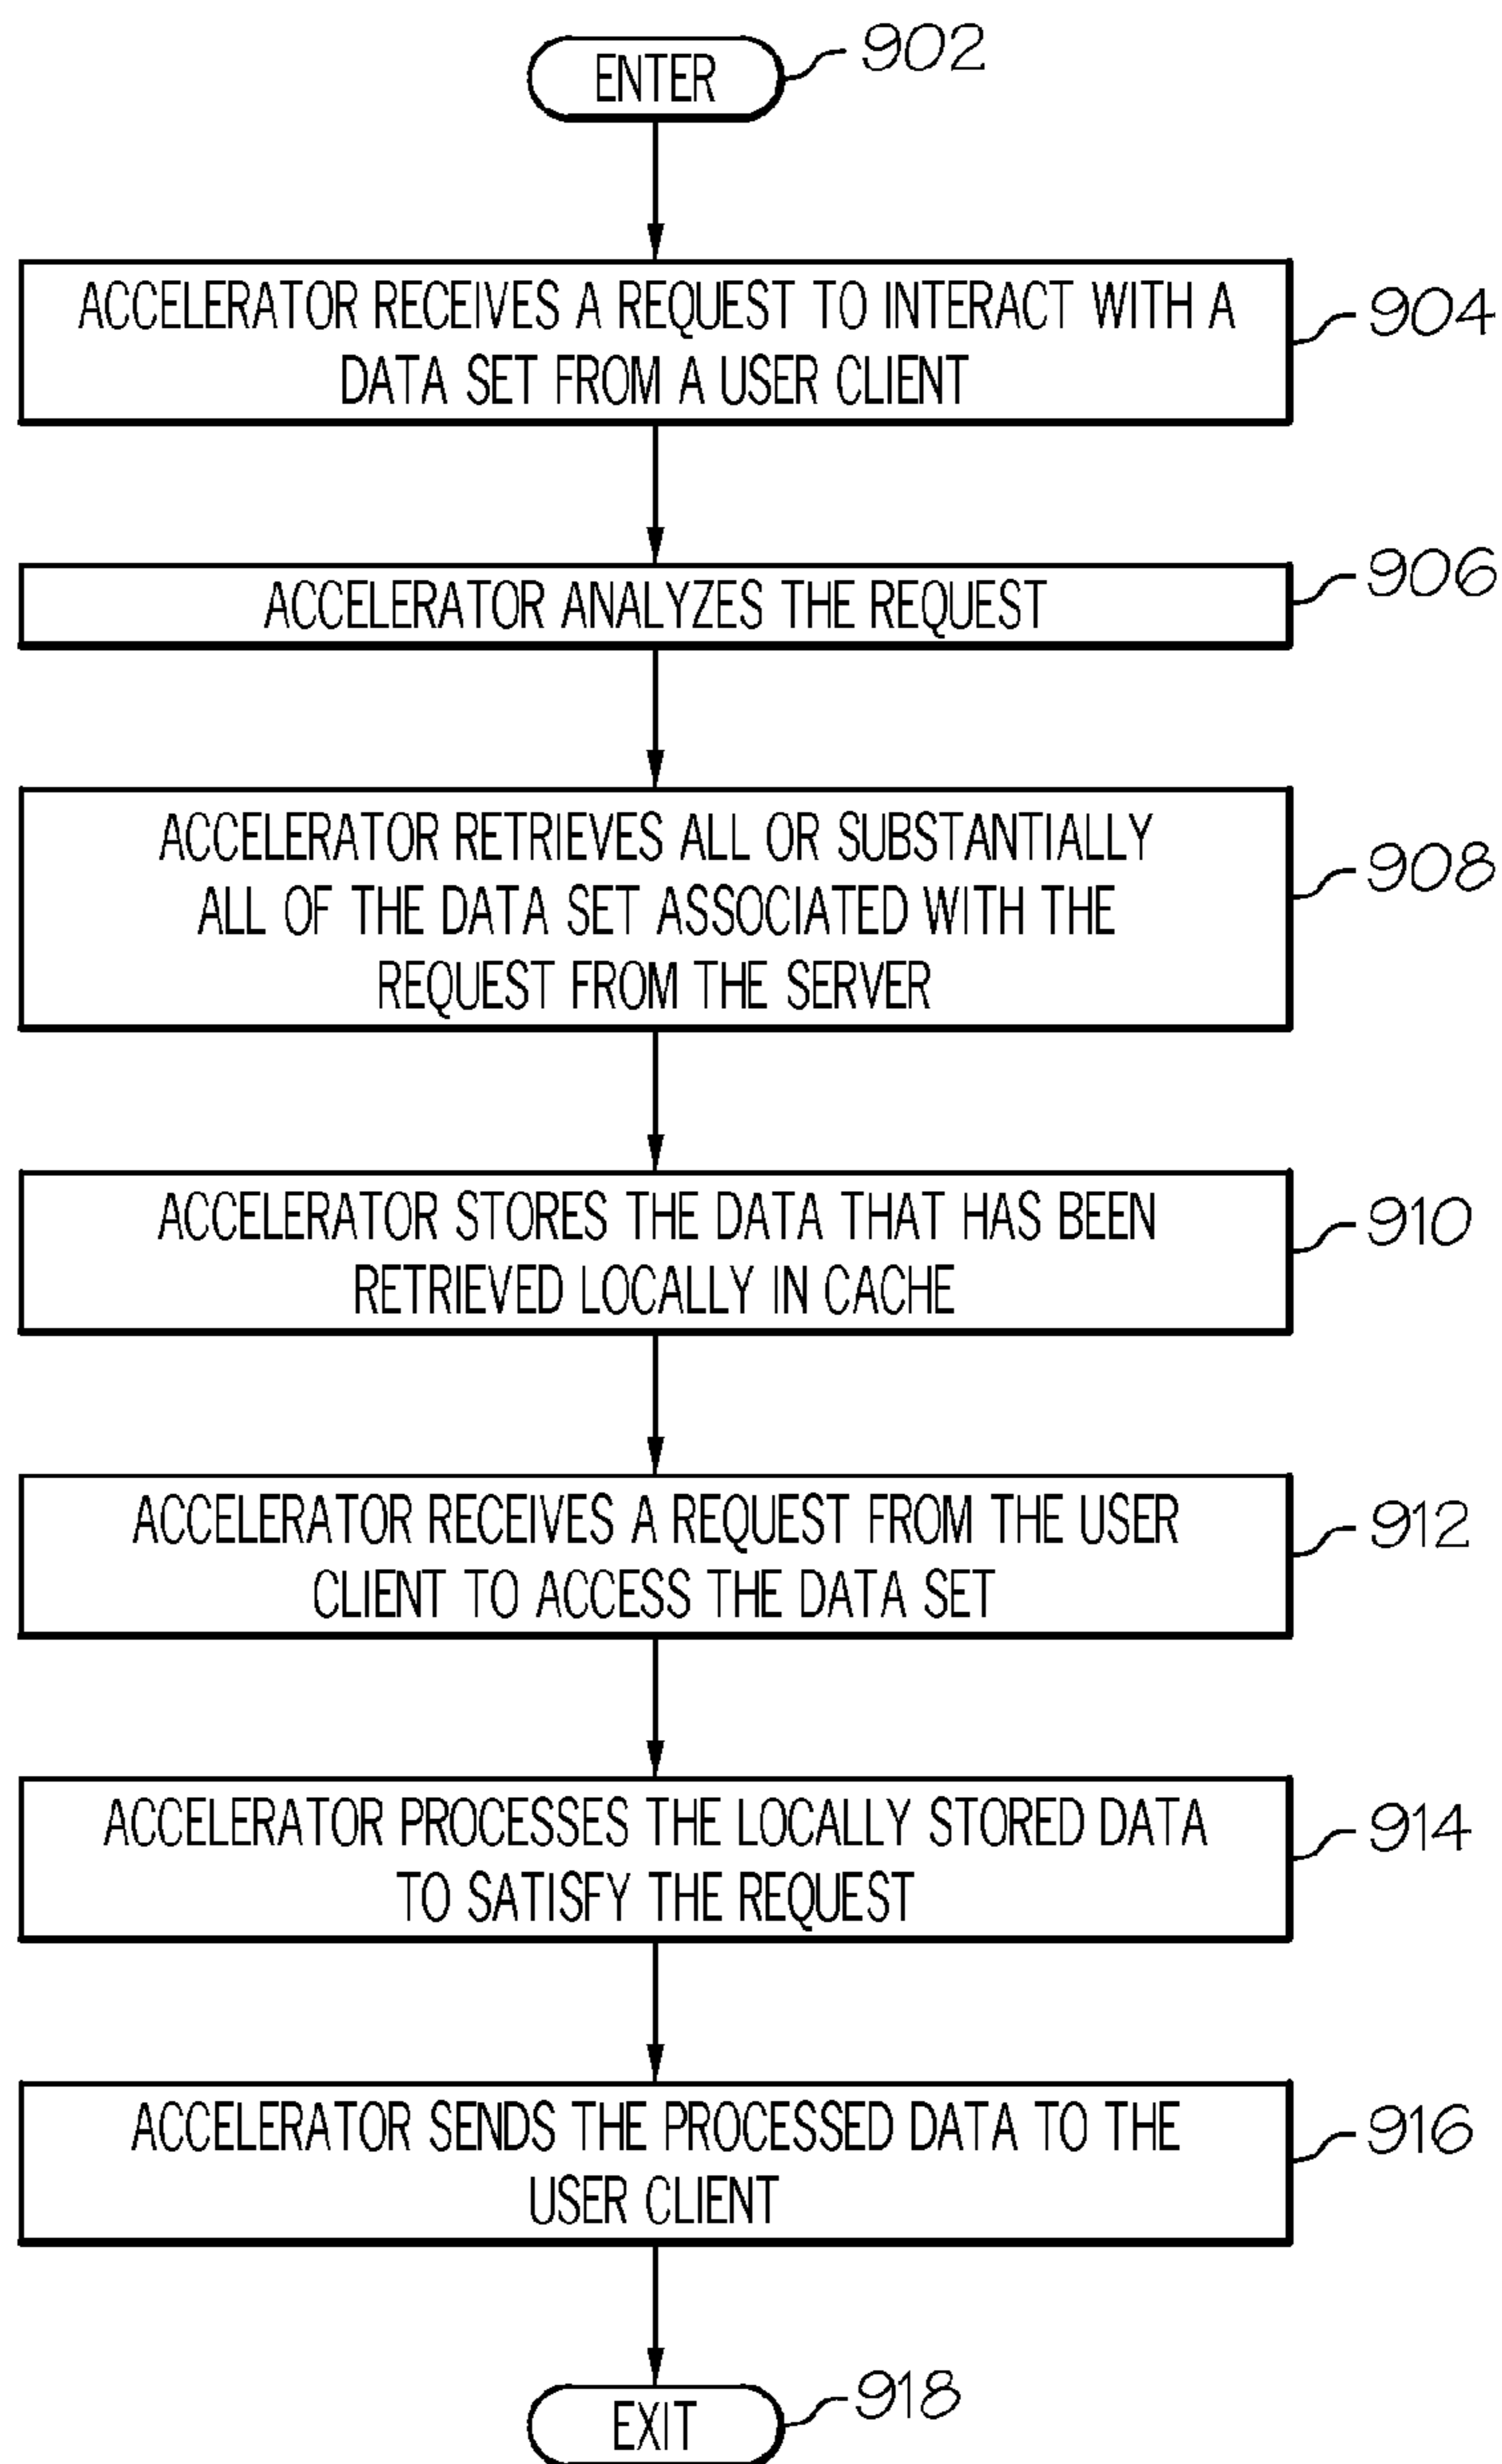 ENTER
902
ACCELERATOR RECEIVES A REQUEST TO INTERACT WITH A
DATA SET FROM A USER CLIENT
904
ACCELERATOR ANALYZES THE REQUEST
906
ACCELERATOR RETRIEVES ALL OR SUBSTANTIALLY
ALL OF THE DATA SET ASSOCIATED WITH THE
REQUEST FROM THE SERVER
908
ACCELERATOR STORES THE DATA THAT HAS BEEN
RETRIEVED LOCALLY IN CACHE
910
ACCELERATOR RECEIVES A REQUEST FROM THE USER
CLIENT TO ACCESS THE DATA SET
912
ACCELERATOR PROCESSES THE LOCALLY STORED DATA
TO SATISFY THE REQUEST
914
ACCELERATOR SENDS THE PROCESSED DATA TO THE
USER CLIENT
916
EXIT
918